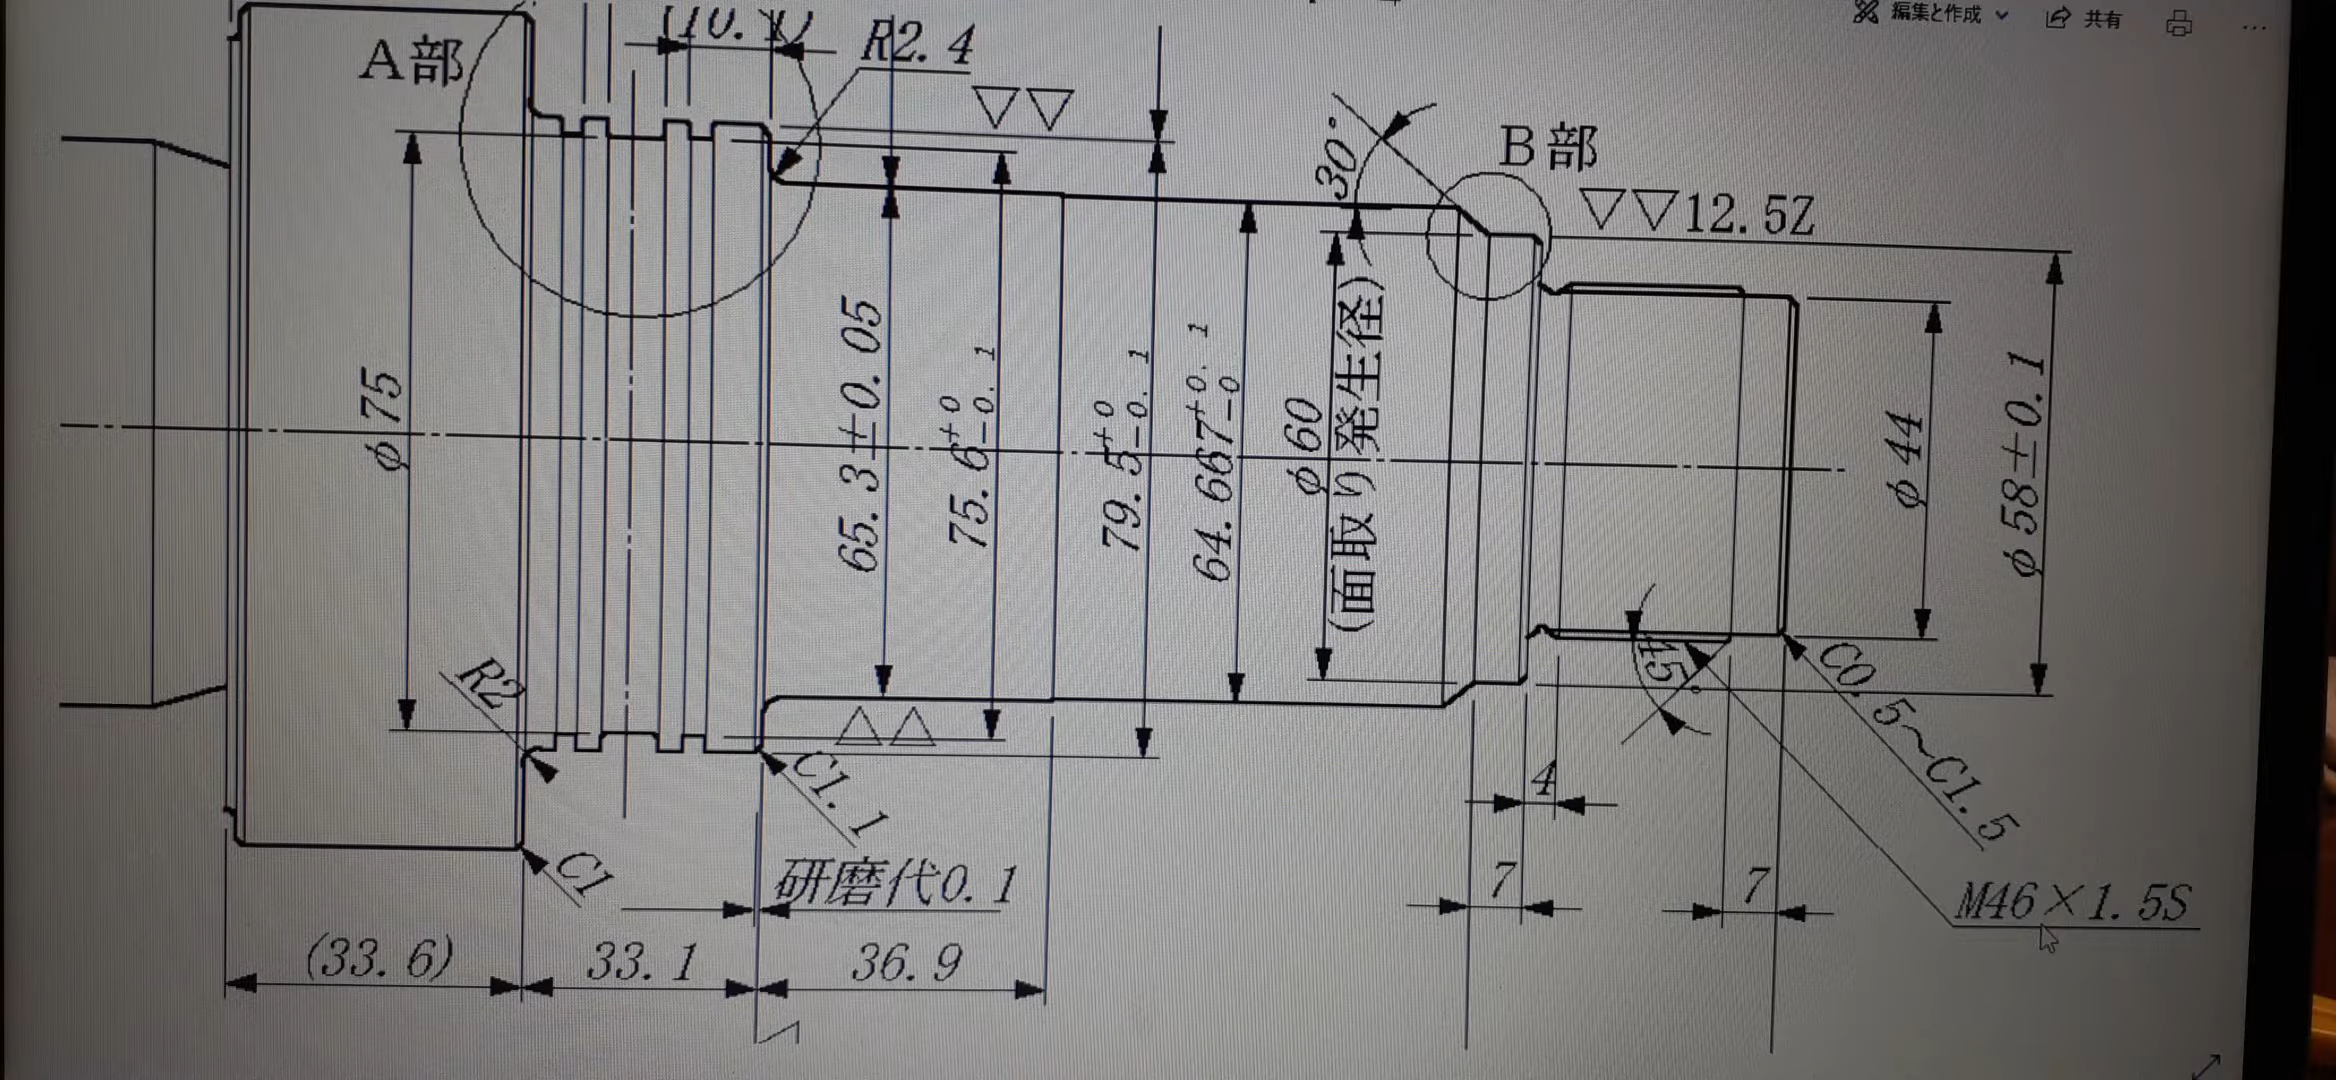 編集と作成
共有
A部
(10.1)
R2.4
▽▽
30°
B部
▽▽12.5Z
φ75
65.3±0.05
75.6+0 -0.1
79.5+0 -0.1
64.667+0.1 -0
φ60
(面取り発生径)
φ44
φ58±0.1
R2
△△
C1.1
45°
C0.5~C1.5
4
C1
研磨代0.1
7
7
M46×1.5S
(33.6)
33.1
36.9